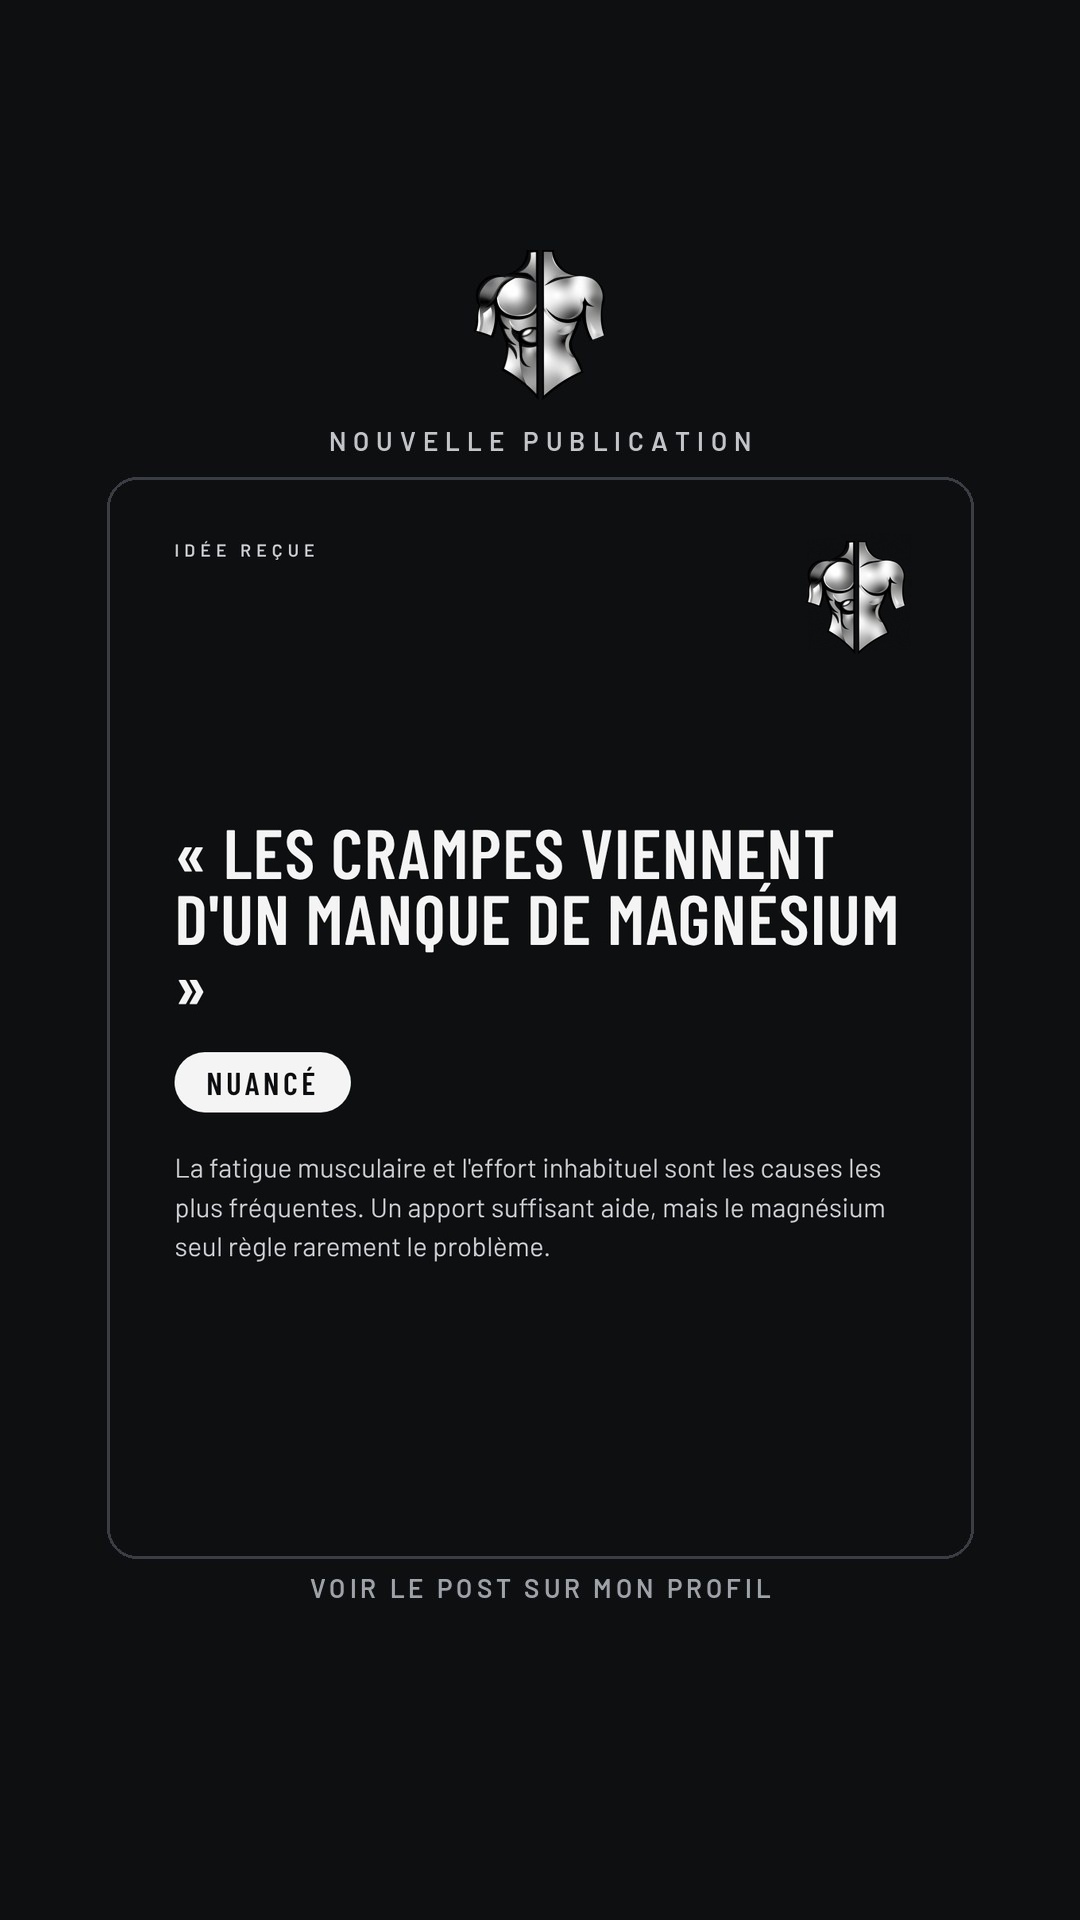 NOUVELLE PUBLICATION
IDÉE REÇUE
« LES CRAMPES VIENNENT
D'UN MANQUE DE MAGNÉSIUM
»
NUANCÉ
La fatigue musculaire et l'effort inhabituel sont les causes les
plus fréquentes. Un apport suffisant aide, mais le magnésium
seul règle rarement le problème.
VOIR LE POST SUR MON PROFIL